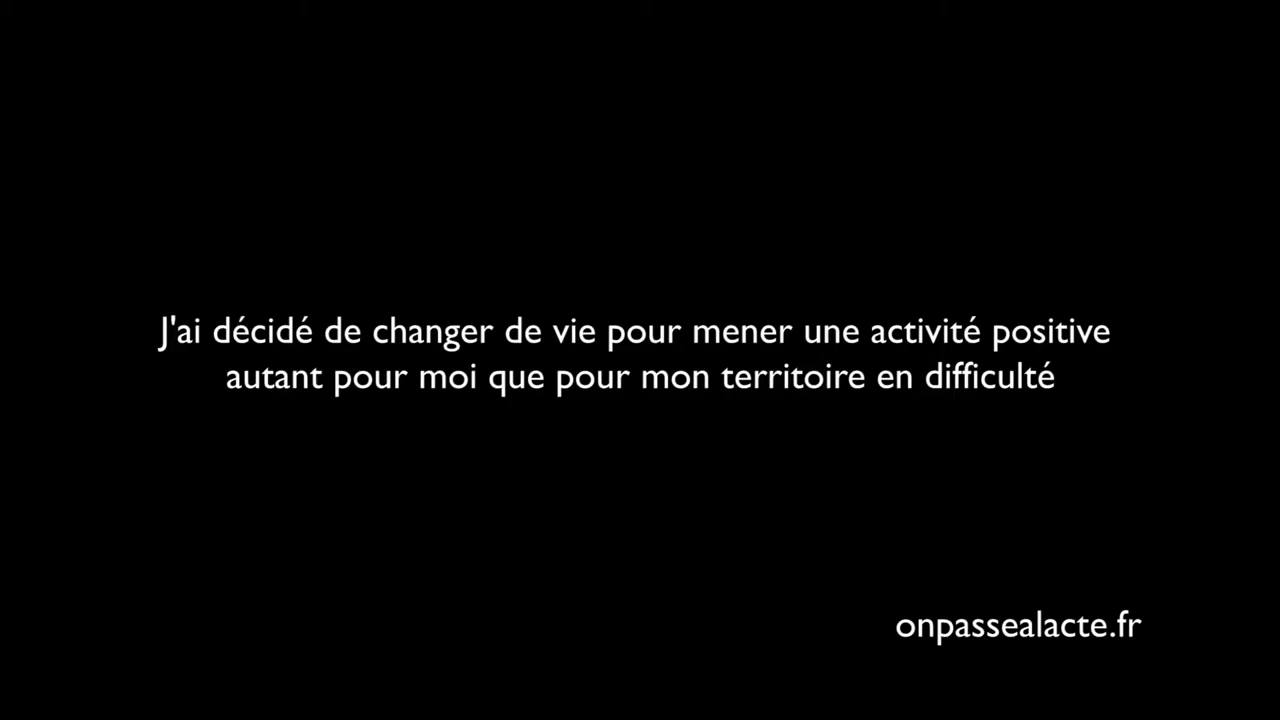 J'ai décidé de changer de vie pour mener une activité positive
autant pour moi que pour mon territoire en difficulté
onpassealacte.fr